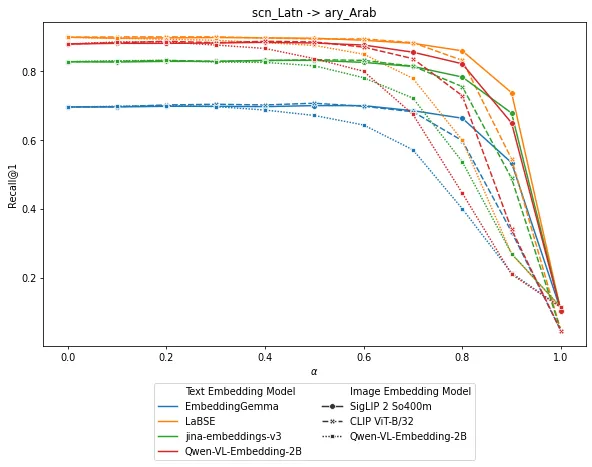 scn_Latn -> ary_Arab
Recall@1
0.8
0.6
0.4
0.2
0.0 0.2 0.4 0.6 0.8 1.0
α
Text Embedding Model
EmbeddingGemma
LaBSE
jina-embeddings-v3
Qwen-VL-Embedding-2B
Image Embedding Model
SigLIP 2 So400m
CLIP ViT-B/32
Qwen-VL-Embedding-2B